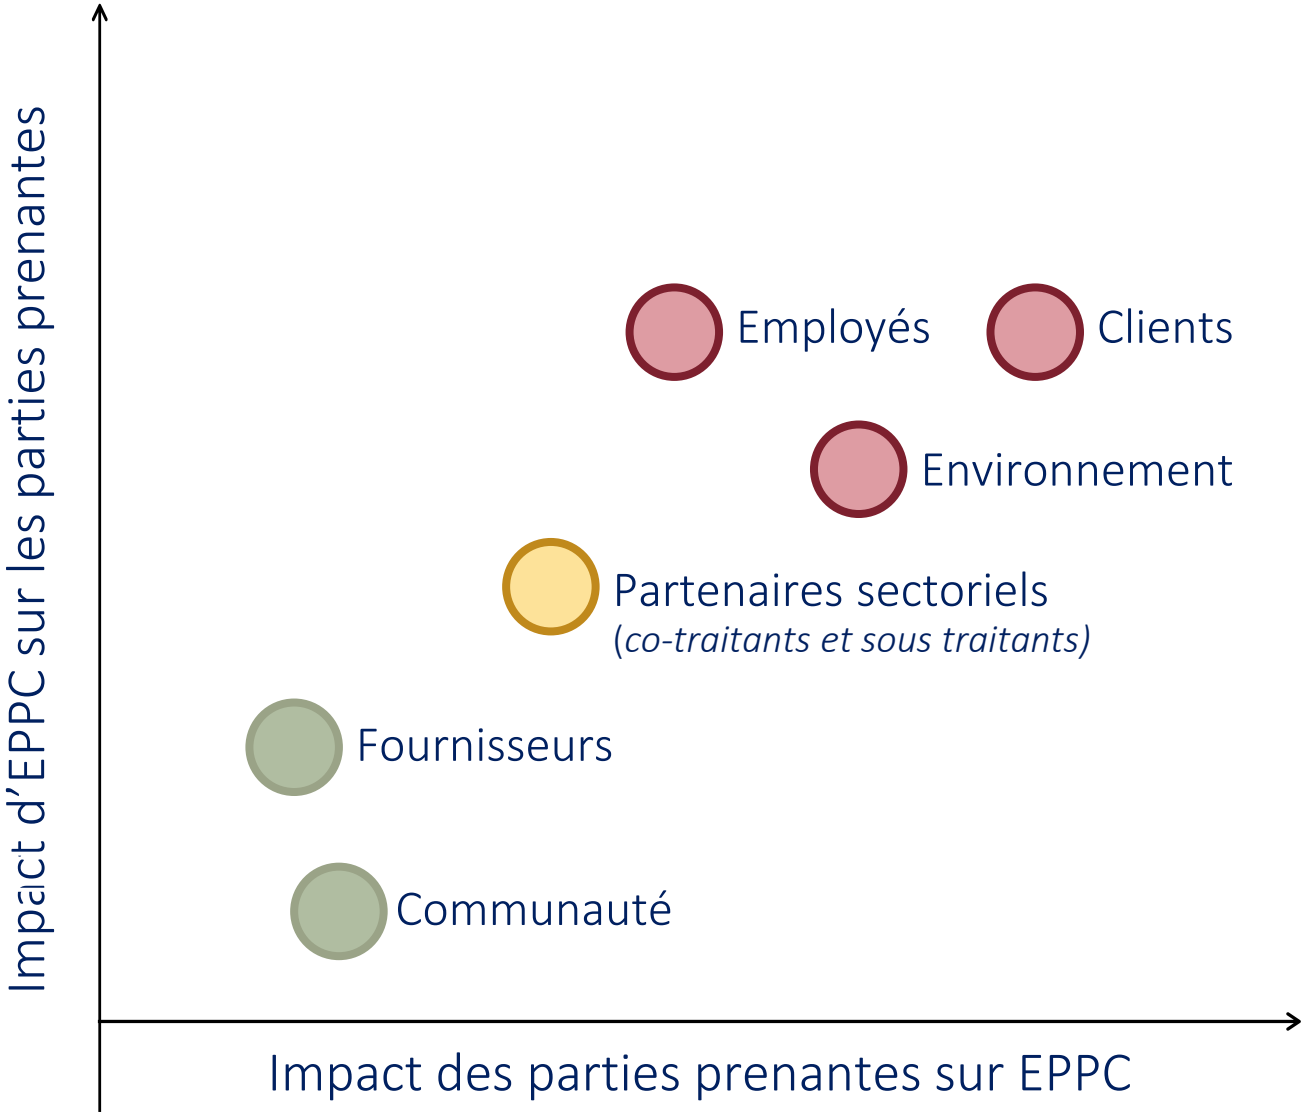 Impact d’EPPC sur les parties prenantes
Employés
Clients
Environnement
Partenaires sectoriels
(co-traitants et sous traitants)
Fournisseurs
Communauté
Impact des parties prenantes sur EPPC